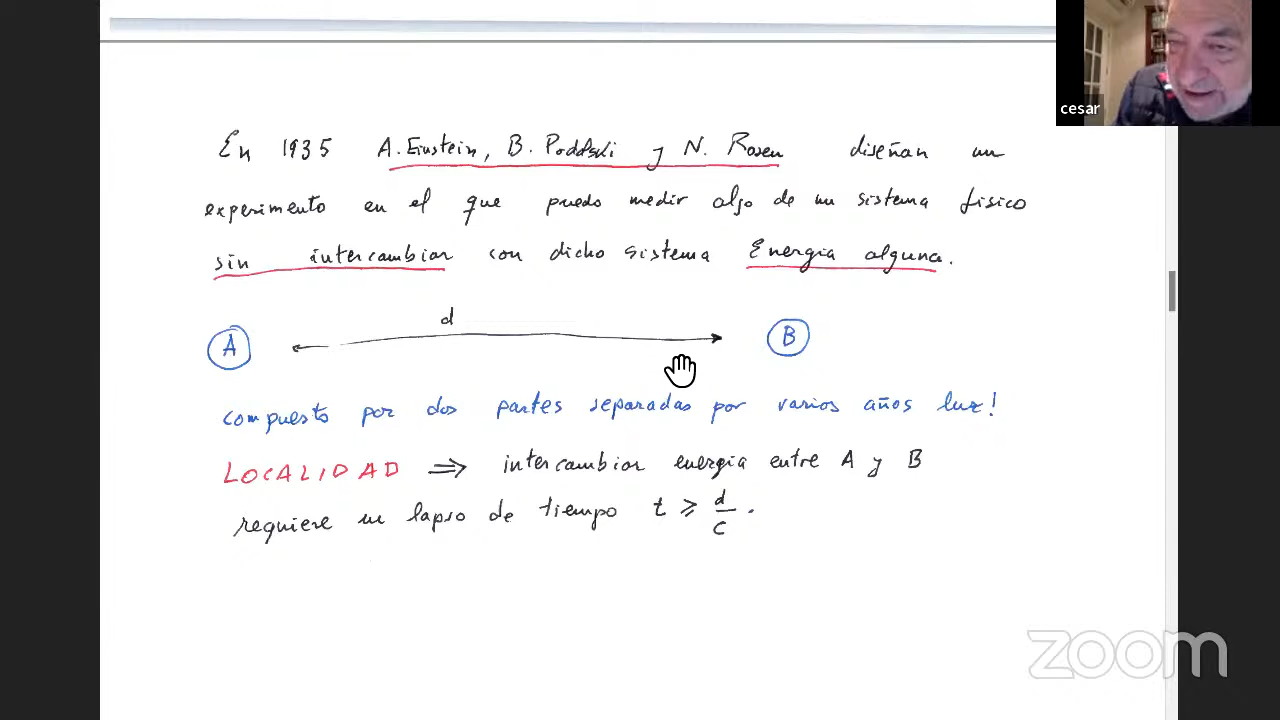 cesar
En 1935 A. Einstein, B. Podolski y N. Rosen diseñan un
experimento en el que puedo medir algo de un sistema físico
sin intercambiar con dicho sistema Energía alguna.
d
A B
compuesto por dos partes separadas por varios años luz!
LOCALIDAD ⇒ intercambiar energía entre A y B
requiere un lapso de tiempo t ≥ d/c.
zoom